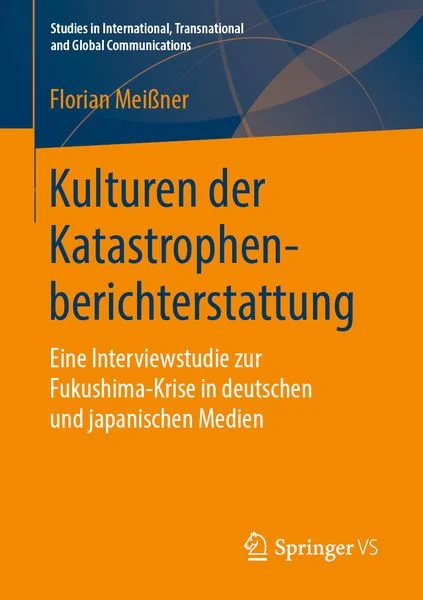 Studies in International, Transnational
and Global Communications
Florian Meißner
Kulturen der
Katastrophen-
berichterstattung
Eine Interviewstudie zur
Fukushima-Krise in deutschen
und japanischen Medien
Springer VS